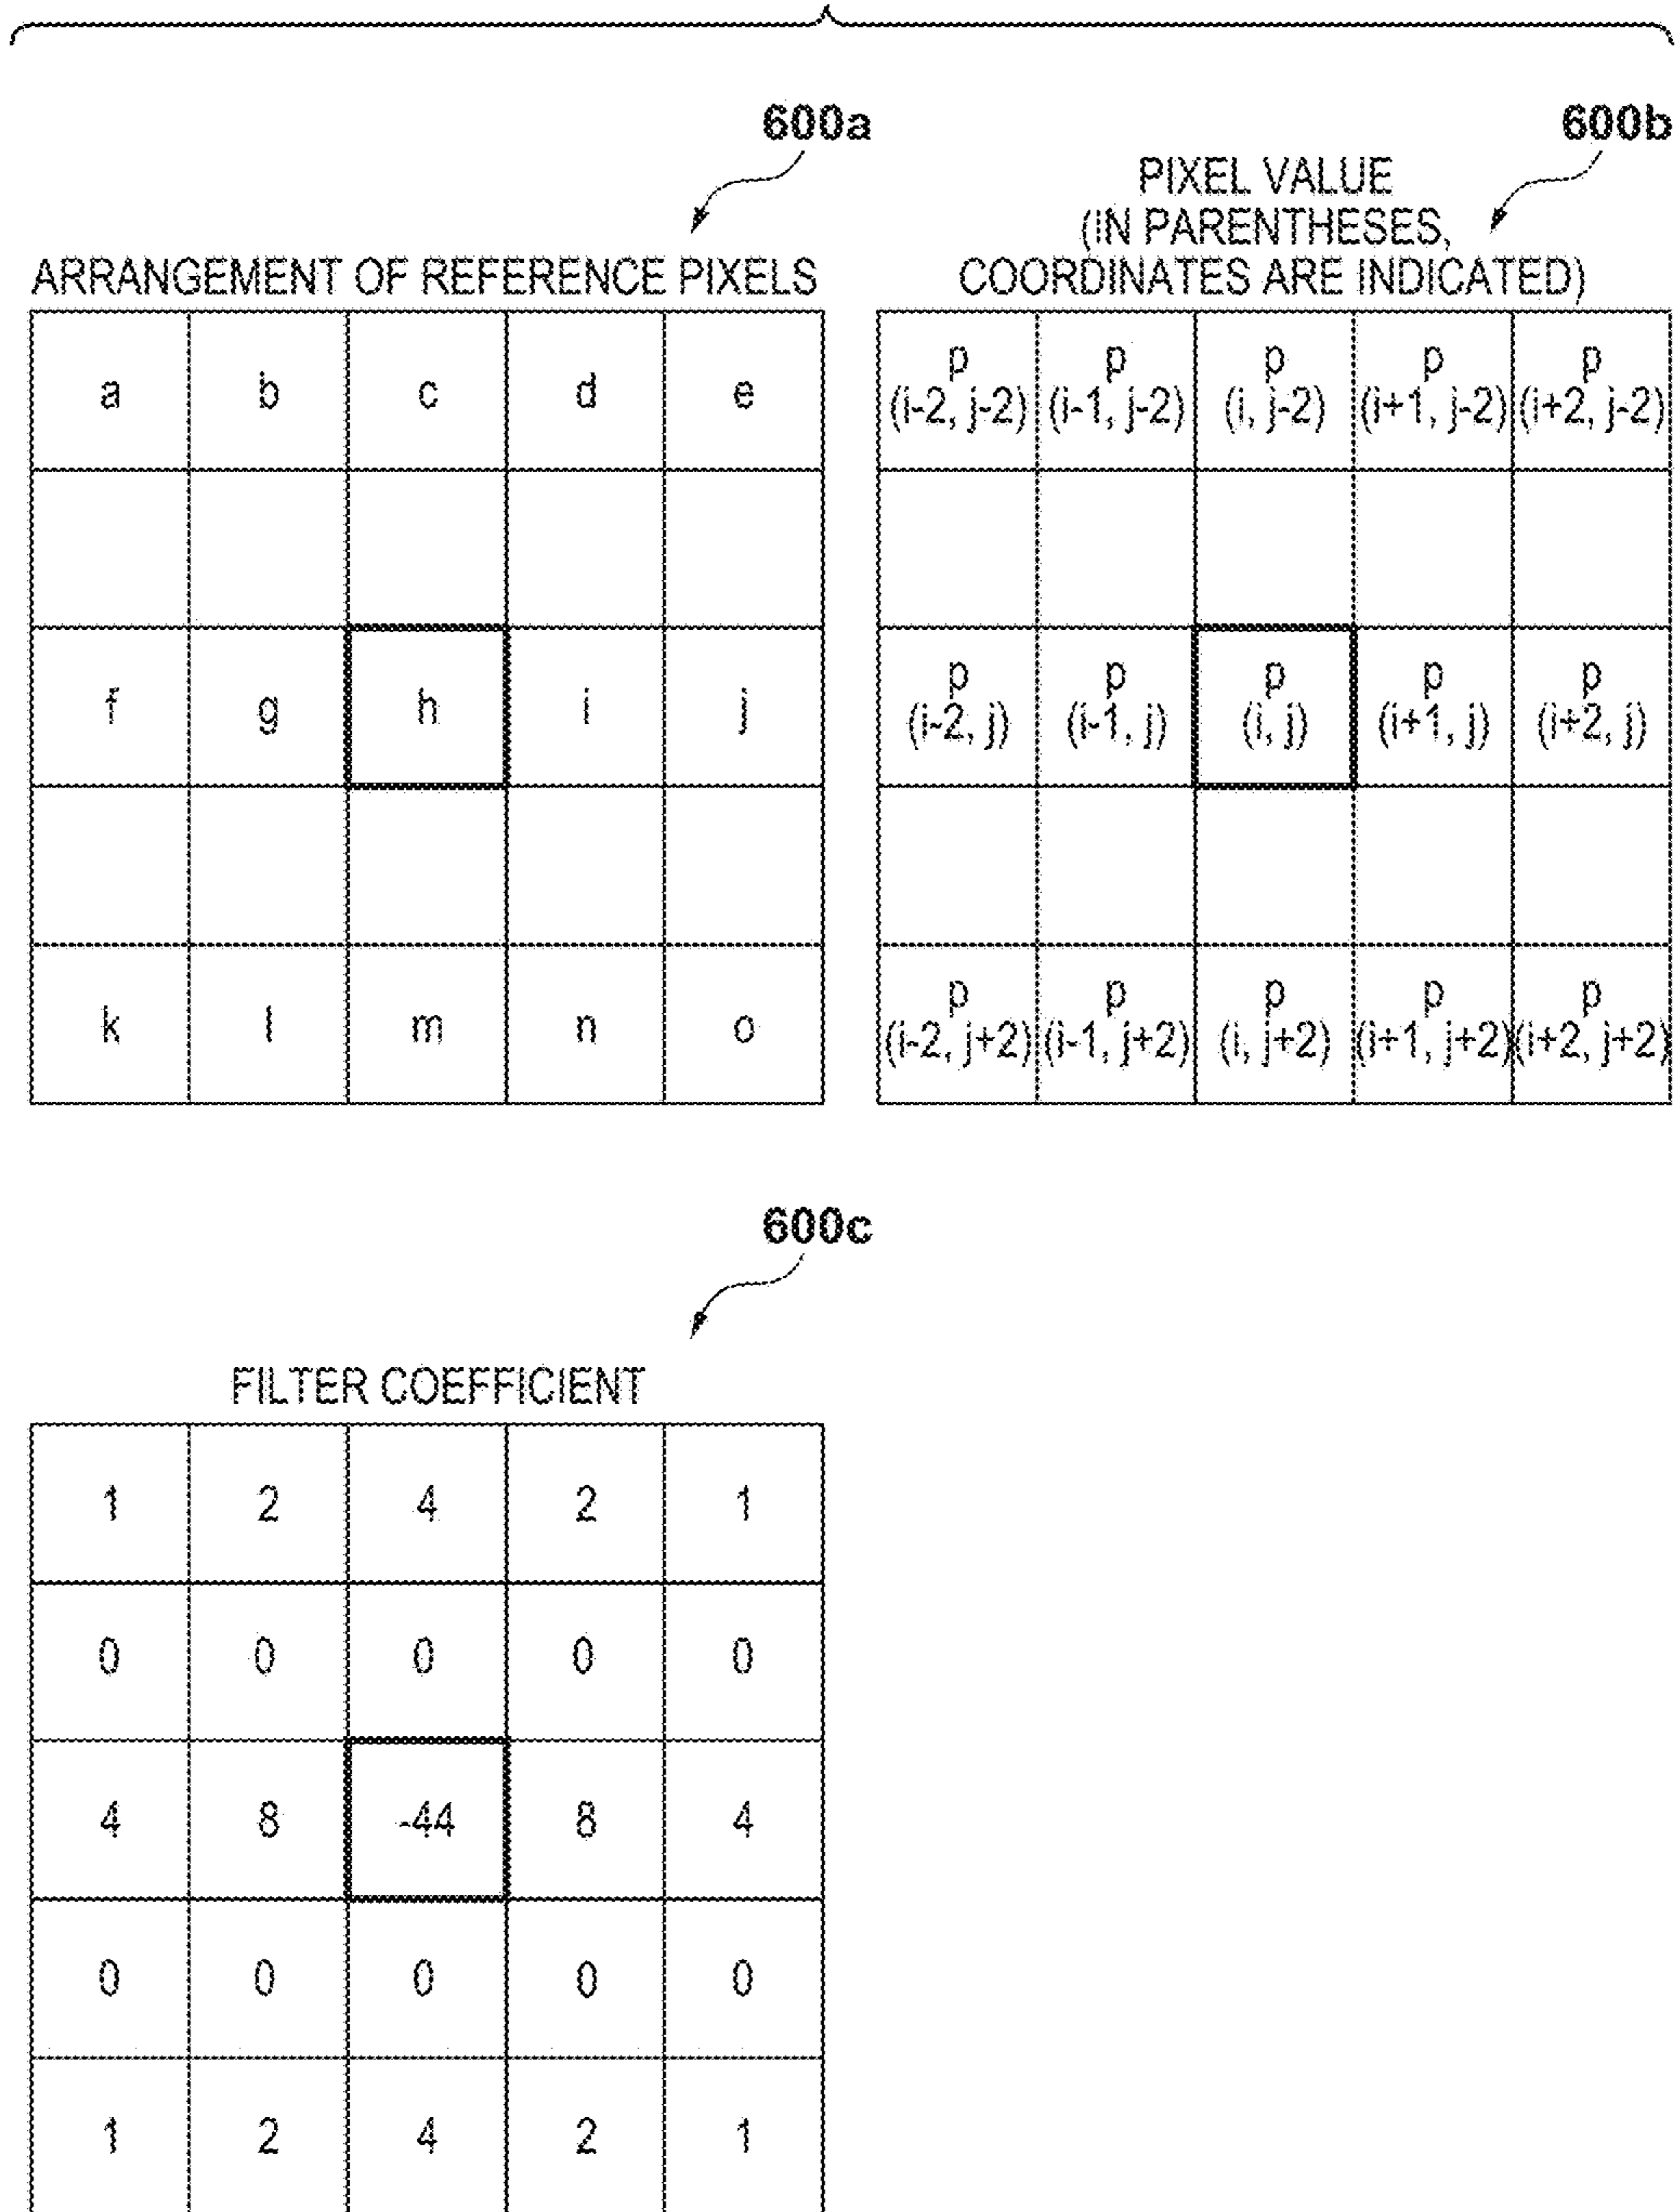 600a
ARRANGEMENT OF REFERENCE PIXELS
a b c d e
f g h i j
k l m n o
600b
PIXEL VALUE
(IN PARENTHESES,
COORDINATES ARE INDICATED)
p p p p p
(i-2, j-2) (i-1, j-2) (i, j-2) (i+1, j-2) (i+2, j-2)
p p p p p
(i-2, j) (i-1, j) (i, j) (i+1, j) (i+2, j)
p p p p p
(i-2, j+2) (i-1, j+2) (i, j+2) (i+1, j+2) (i+2, j+2)
600c
FILTER COEFFICIENT
1 2 4 2 1
0 0 0 0 0
4 8 -44 8 4
0 0 0 0 0
1 2 4 2 1